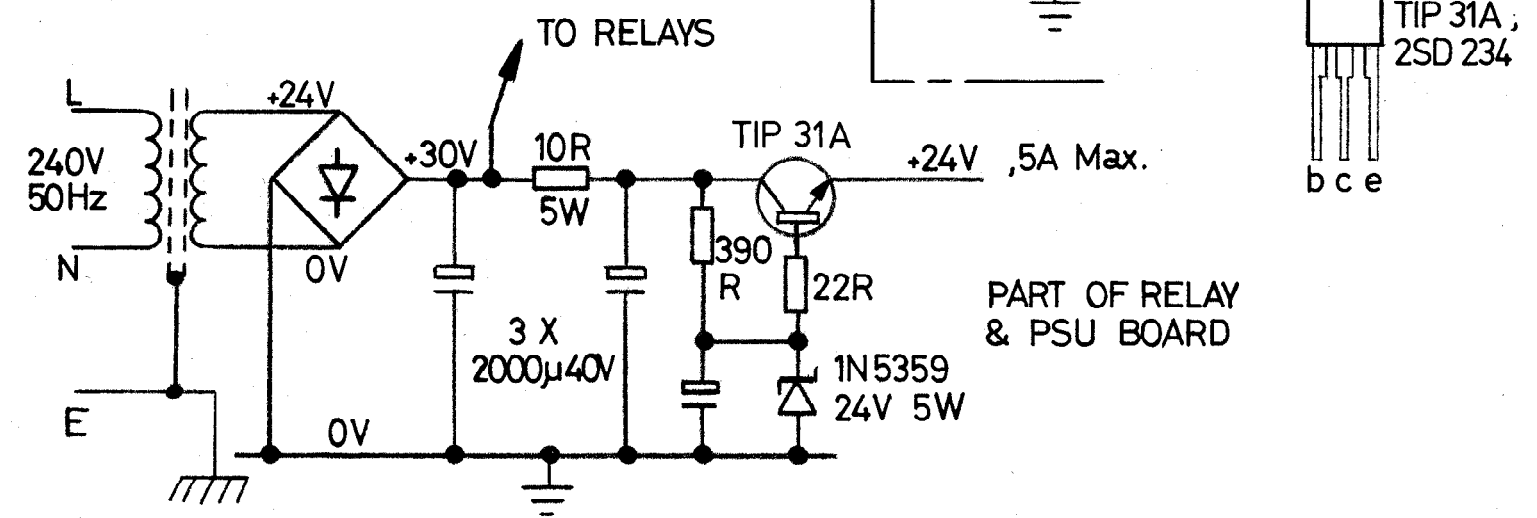 TO RELAYS
TIP 31A,
2SD 234
b c e
L
+24V
240V
50Hz
N
0V
+30V
10R
5W
TIP 31A
+24V ,5A Max.
390
R
22R
PART OF RELAY
& PSU BOARD
3 X
2000µ40V
1N5359
24V 5W
E
0V